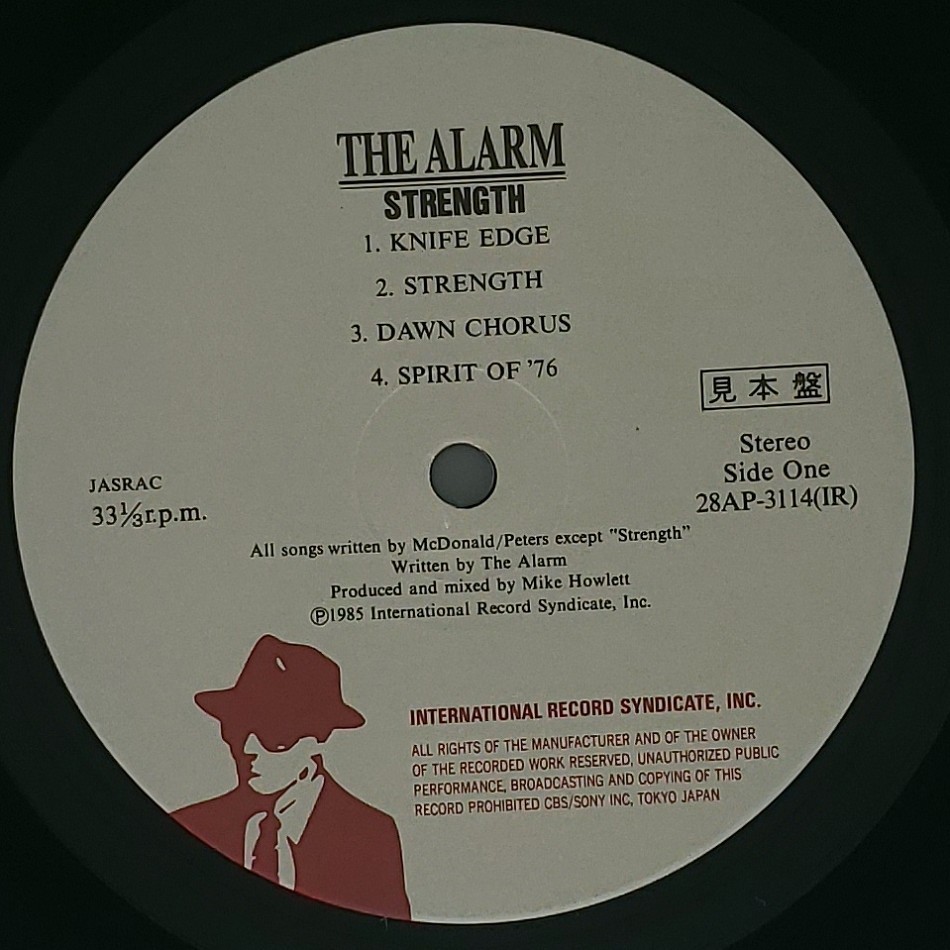 THE ALARM
STRENGTH
1. KNIFE EDGE
2. STRENGTH
3. DAWN CHORUS
4. SPIRIT OF '76
見本盤
Stereo
Side One
28AP-3114(IR)
JASRAC
33⅓r.p.m.
All songs written by McDonald/Peters except "Strength"
Written by The Alarm
Produced and mixed by Mike Howlett
Ⓟ1985 International Record Syndicate, Inc.
INTERNATIONAL RECORD SYNDICATE, INC.
ALL RIGHTS OF THE MANUFACTURER AND OF THE OWNER
OF THE RECORDED WORK RESERVED, UNAUTHORIZED PUBLIC
PERFORMANCE, BROADCASTING AND COPYING OF THIS
RECORD PROHIBITED CBS/SONY INC, TOKYO JAPAN